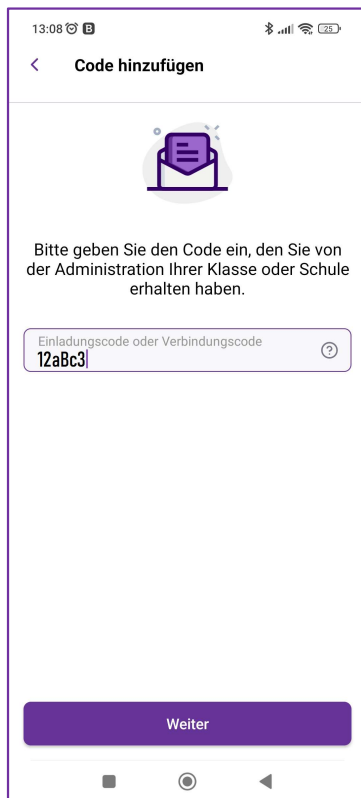 13:08 B 25
Code hinzufügen
Bitte geben Sie den Code ein, den Sie von
der Administration Ihrer Klasse oder Schule
erhalten haben.
Einladungscode oder Verbindungscode
12aBc3
?
Weiter